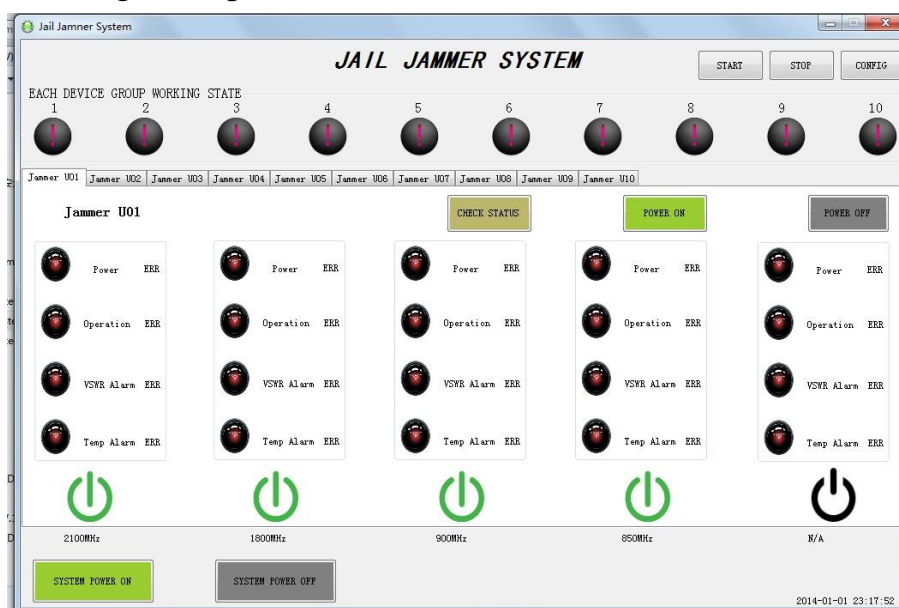 Jail Jamner System
JAIL JAMMER SYSTEM
START STOP CONFIG
EACH DEVICE GROUP WORKING STATE
1 2 3 4 5 6 7 8 9 10
Jammer U01 Jammer U02 Jammer U03 Jammer U04 Jammer U05 Jammer U06 Jammer U07 Jammer U08 Jammer U09 Jammer U10
Jammer U01 CHECK STATUS POWER ON POWER OFF
Power ERR Power ERR Power ERR Power ERR Power ERR
Operation ERR Operation ERR Operation ERR Operation ERR Operation ERR
VSWR Alarm ERR VSWR Alarm ERR VSWR Alarm ERR VSWR Alarm ERR VSWR Alarm ERR
Temp Alarm ERR Temp Alarm ERR Temp Alarm ERR Temp Alarm ERR Temp Alarm ERR
2100MHz 1800MHz 900MHz 850MHz N/A
SYSTEM POWER ON SYSTEM POWER OFF
2014-01-01 23:17:52